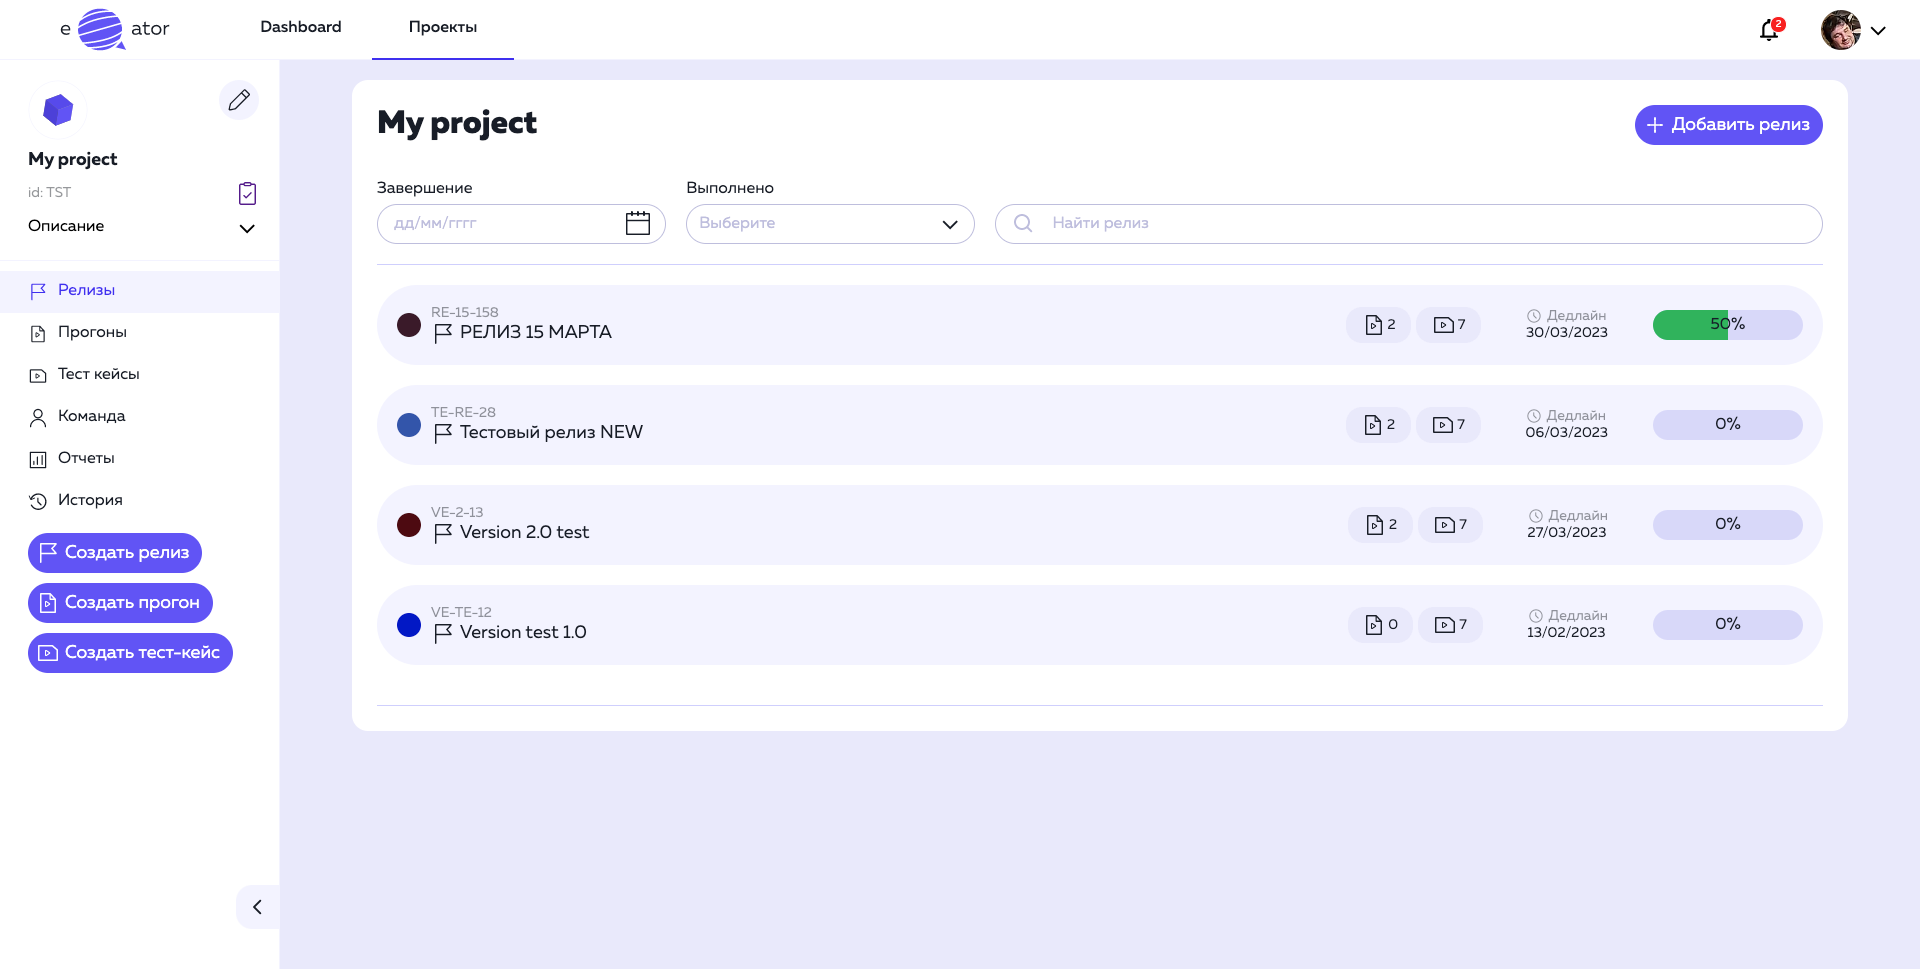 e ator
Dashboard
Проекты
2
My project
id: TST
Описание
Релизы
Прогоны
Тест кейсы
Команда
Отчеты
История
Создать релиз
Создать прогон
Создать тест-кейс
My project
Добавить релиз
Завершение
дд/мм/гггг
Выполнено
Выберите
Найти релиз
RE-15-158
РЕЛИЗ 15 МАРТА
2
7
Дедлайн
30/03/2023
50%
TE-RE-28
Тестовый релиз NEW
2
7
Дедлайн
06/03/2023
0%
VE-2-13
Version 2.0 test
2
7
Дедлайн
27/03/2023
0%
VE-TE-12
Version test 1.0
0
7
Дедлайн
13/02/2023
0%